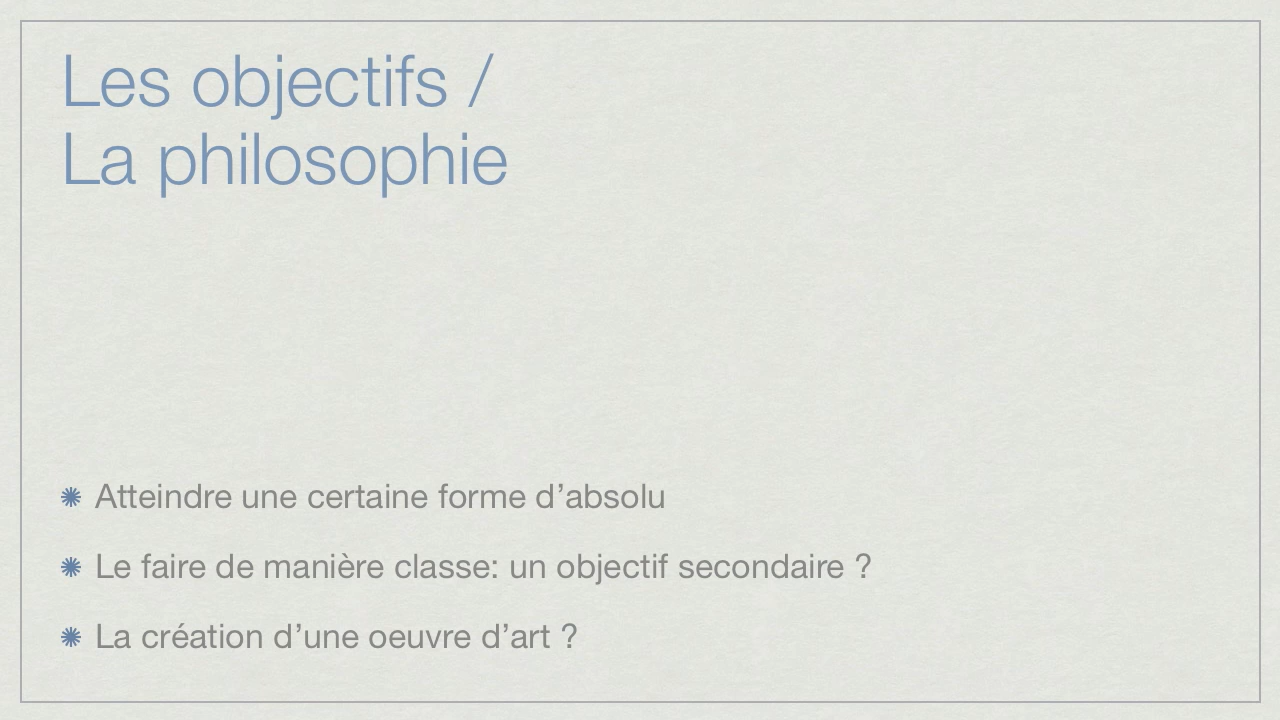 Les objectifs /
La philosophie
Atteindre une certaine forme d’absolu
Le faire de manière classe: un objectif secondaire ?
La création d’une oeuvre d’art ?